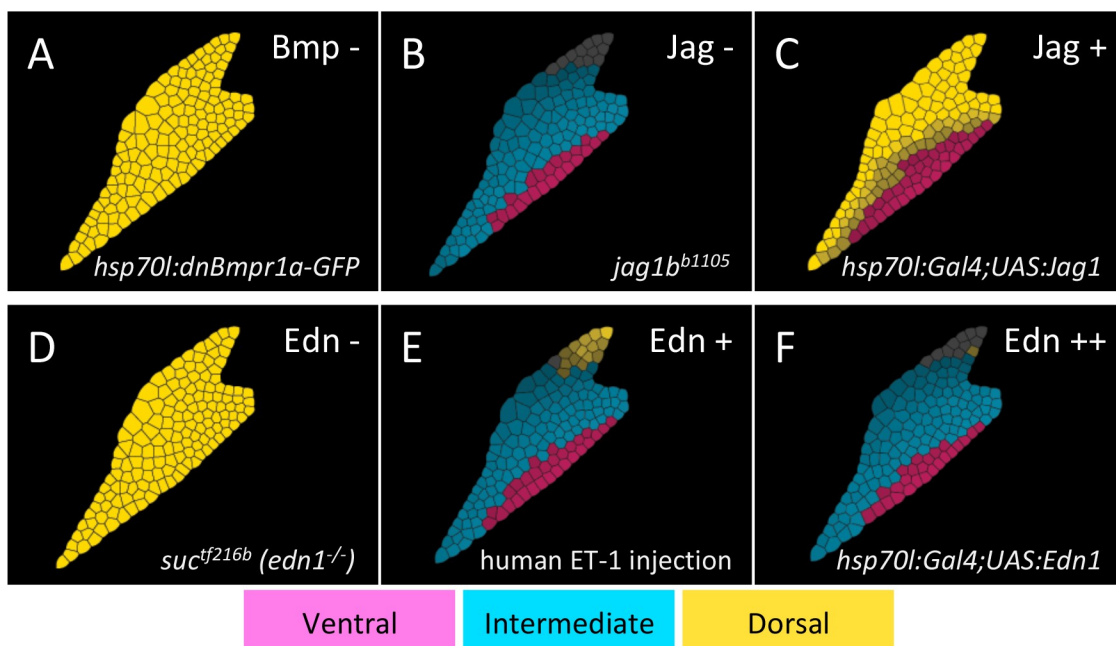 A Bmp -
hsp70l:dnBmpr1a-GFP
B Jag -
jag1b^b1105
C Jag +
hsp70l:Gal4;UAS:Jag1
D Edn -
suc^tf216b (edn1^-/-)
E Edn +
human ET-1 injection
F Edn ++
hsp70l:Gal4;UAS:Edn1
Ventral
Intermediate
Dorsal